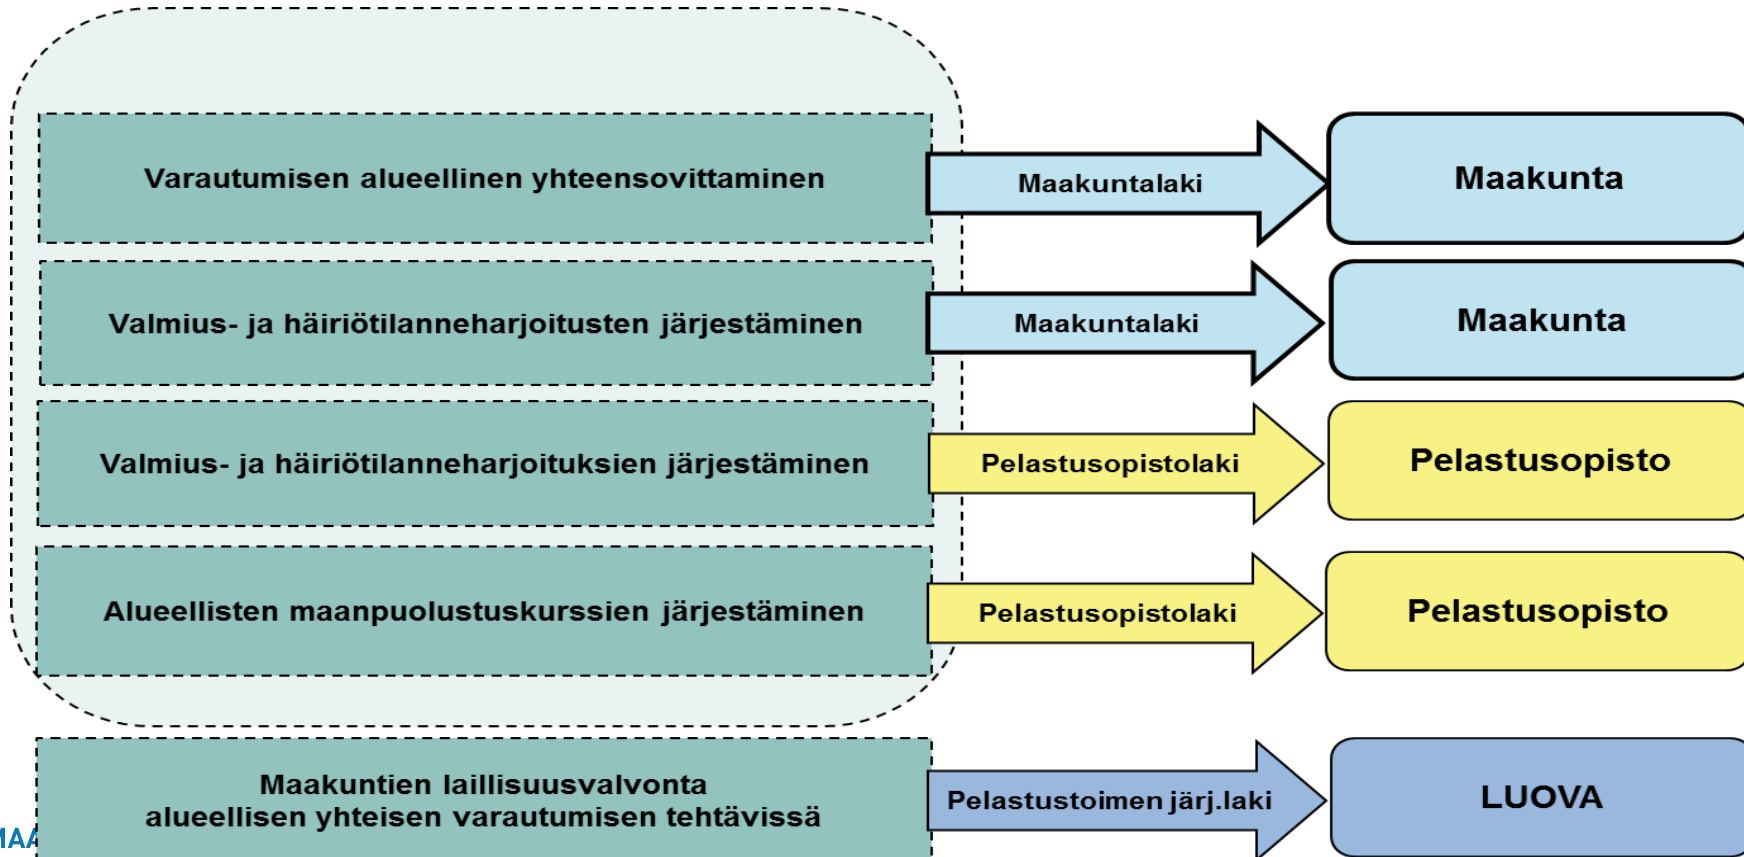 Varautumisen alueellinen yhteensovittaminen
Maakuntalaki
Maakunta
Valmius- ja häiriötilanneharjoitusten järjestäminen
Maakuntalaki
Maakunta
Valmius- ja häiriötilanneharjoituksien järjestäminen
Pelastusopistolaki
Pelastusopisto
Alueellisten maanpuolustuskurssien järjestäminen
Pelastusopistolaki
Pelastusopisto
Maakuntien laillisuusvalvonta
alueellisen yhteisen varautumisen tehtävissä
Pelastustoimen järj.laki
LUOVA